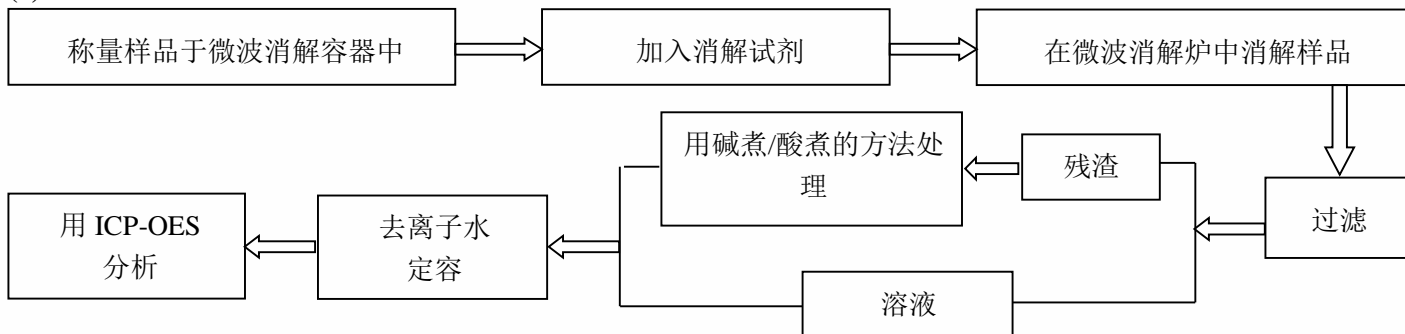 称量样品于微波消解容器中
加入消解试剂
在微波消解炉中消解样品
过滤
残渣
用碱煮/酸煮的方法处
理
溶液
去离子水
定容
用 ICP-OES
分析